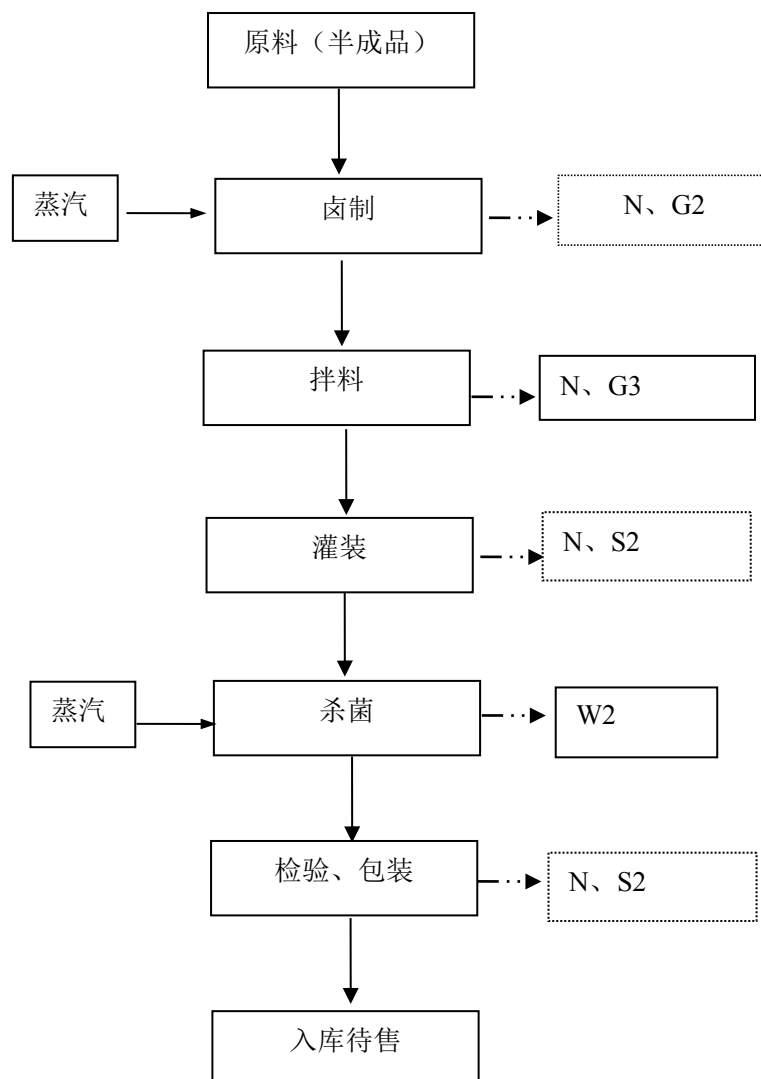 原料（半成品）
蒸汽
卤制
N、G2
拌料
N、G3
灌装
N、S2
蒸汽
杀菌
W2
检验、包装
N、S2
入库待售